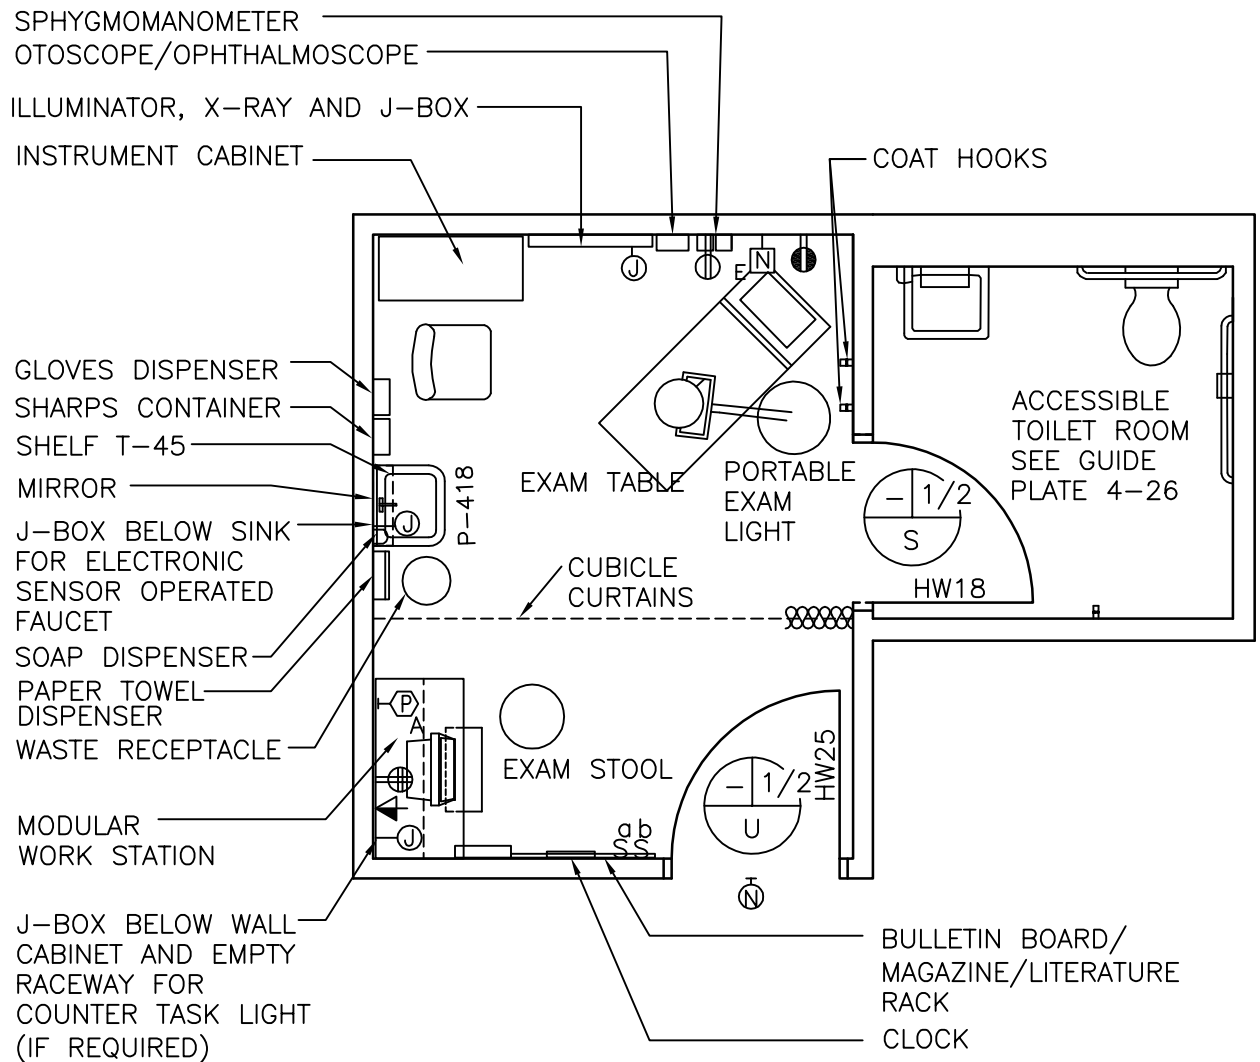 SPHYGMOMANOMETER
OTOSCOPE/OPHTHALMOSCOPE
ILLUMINATOR, X-RAY AND J-BOX
INSTRUMENT CABINET
COAT HOOKS
J
E
N
GLOVES DISPENSER
SHARPS CONTAINER
SHELF T-45
MIRROR
J-BOX BELOW SINK
FOR ELECTRONIC
SENSOR OPERATED
FAUCET
SOAP DISPENSER
PAPER TOWEL
DISPENSER
WASTE RECEPTACLE
MODULAR
WORK STATION
J-BOX BELOW WALL
CABINET AND EMPTY
RACEWAY FOR
COUNTER TASK LIGHT
(IF REQUIRED)
J
P-418
EXAM TABLE
PORTABLE
EXAM
LIGHT
ACCESSIBLE
TOILET ROOM
SEE GUIDE
PLATE 4-26
- 1/2
S
HW18
CUBICLE
CURTAINS
P
A
J
EXAM STOOL
a b
S S
- 1/2
U
HW25
N
BULLETIN BOARD/
MAGAZINE/LITERATURE
RACK
CLOCK